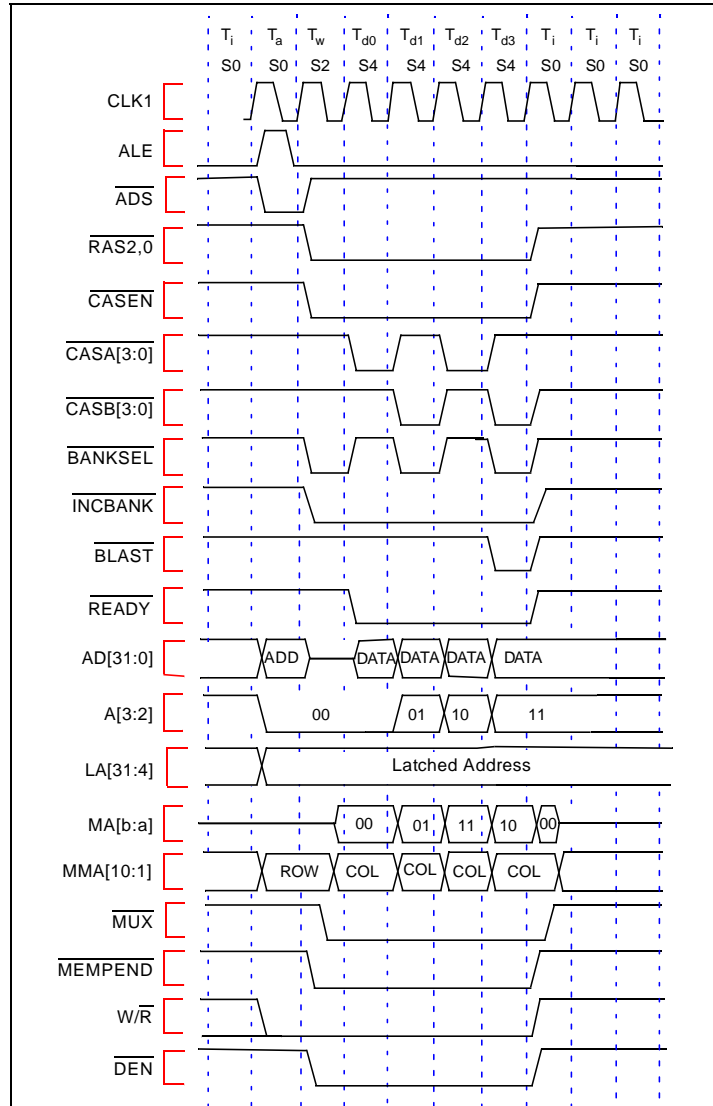 Ti Ta Tw Td0 Td1 Td2 Td3 Ti Ti Ti
S0 S0 S2 S4 S4 S4 S4 S0 S0 S0
CLK1
ALE
ADS
RAS2,0
CASEN
CASA[3:0]
CASB[3:0]
BANKSEL
INCBANK
BLAST
READY
AD[31:0] ADD DATA DATA DATA DATA
A[3:2] 00 01 10 11
LA[31:4] Latched Address
MA[b:a] 00 01 11 10 00
MMA[10:1] ROW COL COL COL COL
MUX
MEMPEND
W/R
DEN